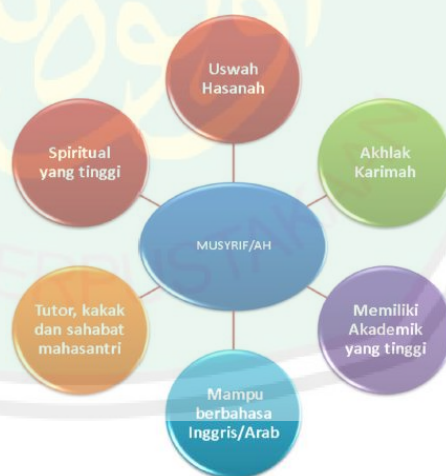 Uswah
Hasanah
Akhlak
Karimah
Memiliki
Akademik
yang tinggi
Mampu
berbahasa
Inggris/Arab
Tutor, kakak
dan sahabat
mahasantri
Spiritual
yang tinggi
MUSYRIF/AH